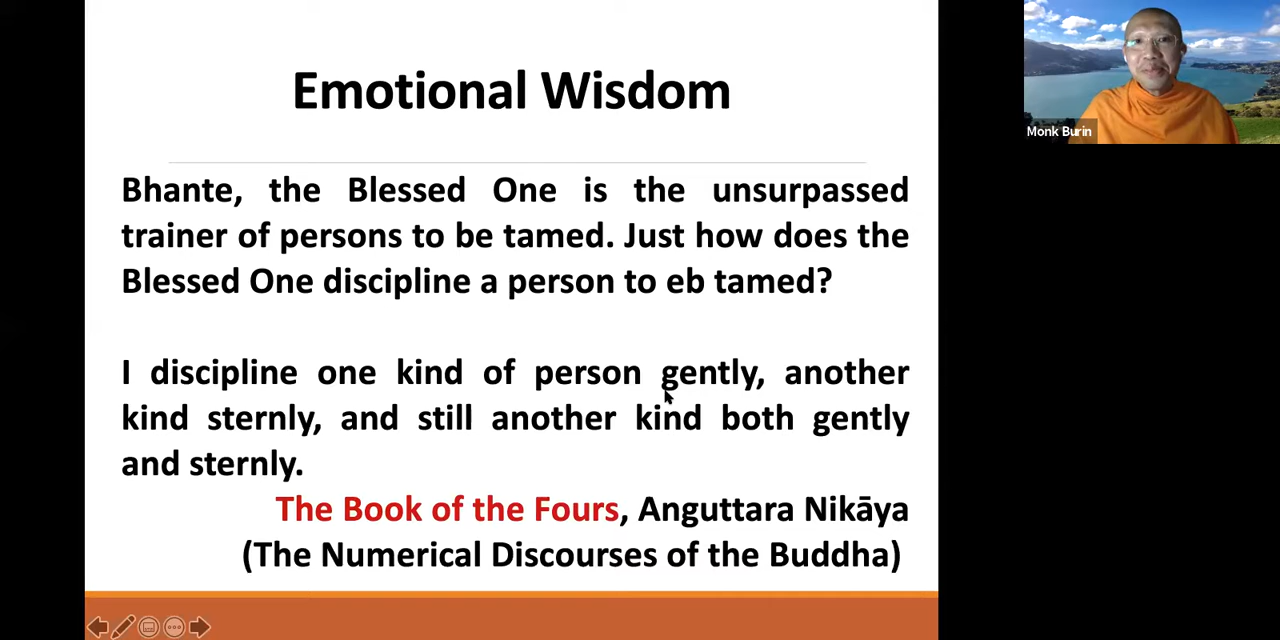 Emotional Wisdom
Bhante, the Blessed One is the unsurpassed
trainer of persons to be tamed. Just how does the
Blessed One discipline a person to eb tamed?
I discipline one kind of person gently, another
kind sternly, and still another kind both gently
and sternly.
The Book of the Fours, Anguttara Nikāya
(The Numerical Discourses of the Buddha)
Monk Burin